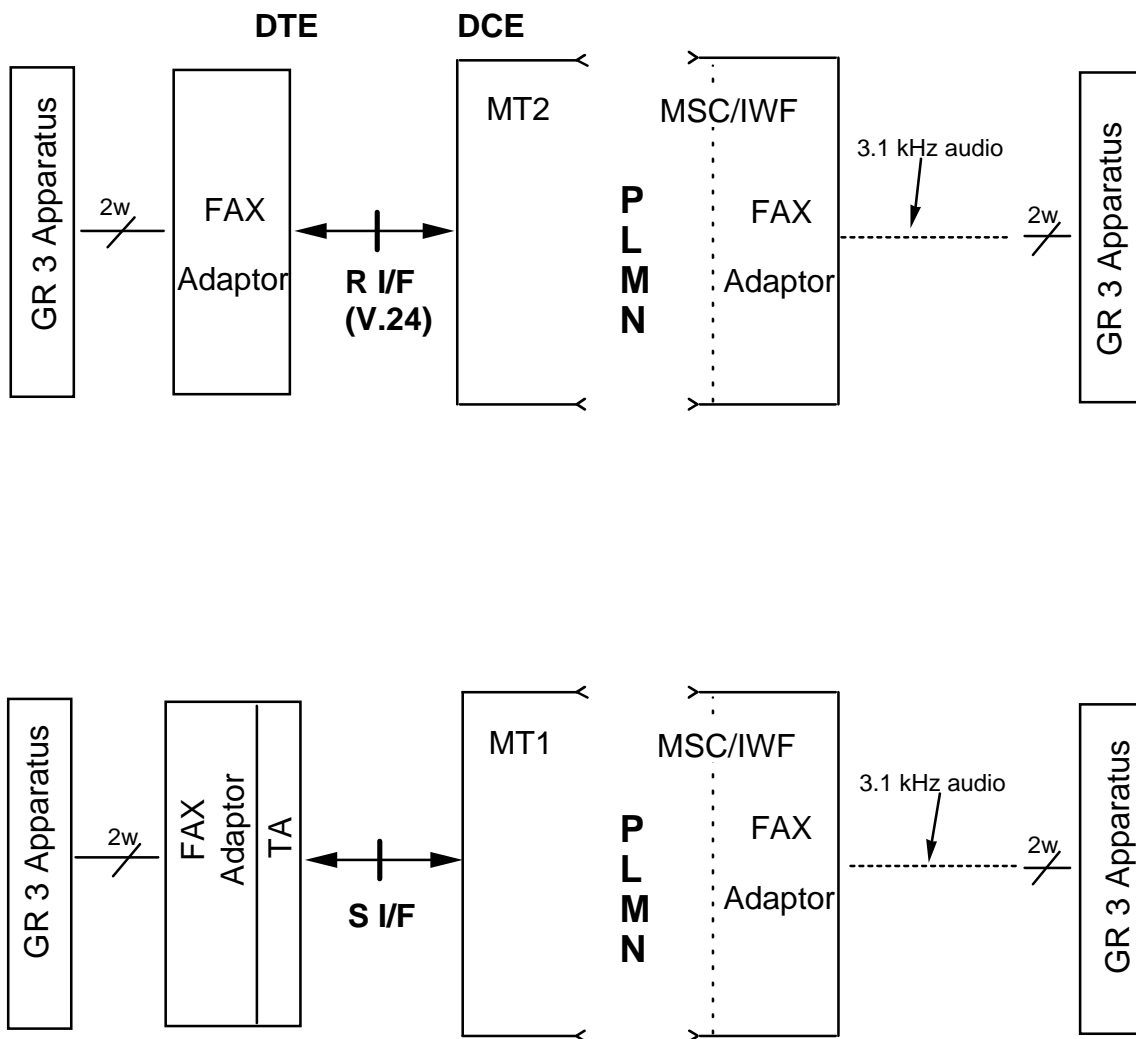 DTE
DCE
GR 3 Apparatus
2w
FAX
Adaptor
R I/F
(V.24)
MT2
P
L
M
N
MSC/IWF
FAX
Adaptor
3.1 kHz audio
2w
GR 3 Apparatus
GR 3 Apparatus
2w
FAX
Adaptor
TA
S I/F
MT1
P
L
M
N
MSC/IWF
FAX
Adaptor
3.1 kHz audio
2w
GR 3 Apparatus